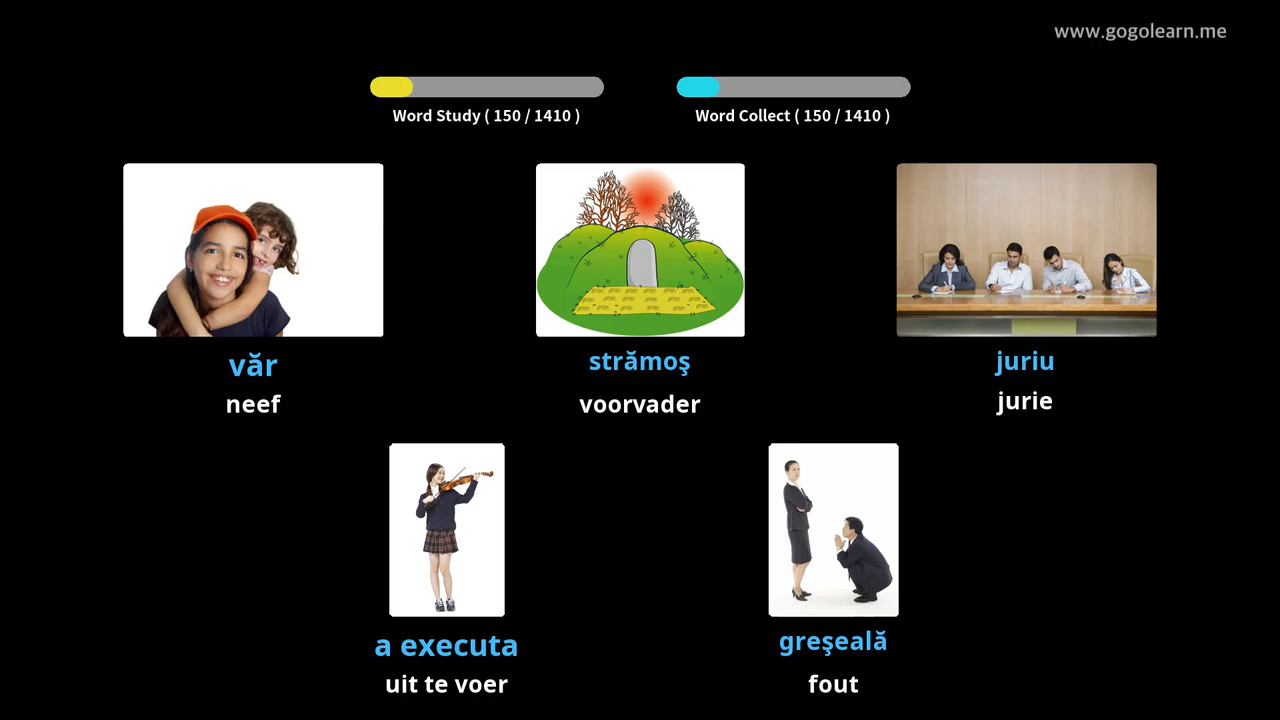 www.gogolearn.me
Word Study ( 150 / 1410 )
Word Collect ( 150 / 1410 )
văr
neef
strămoş
voorvader
juriu
jurie
a executa
uit te voer
greşeală
fout